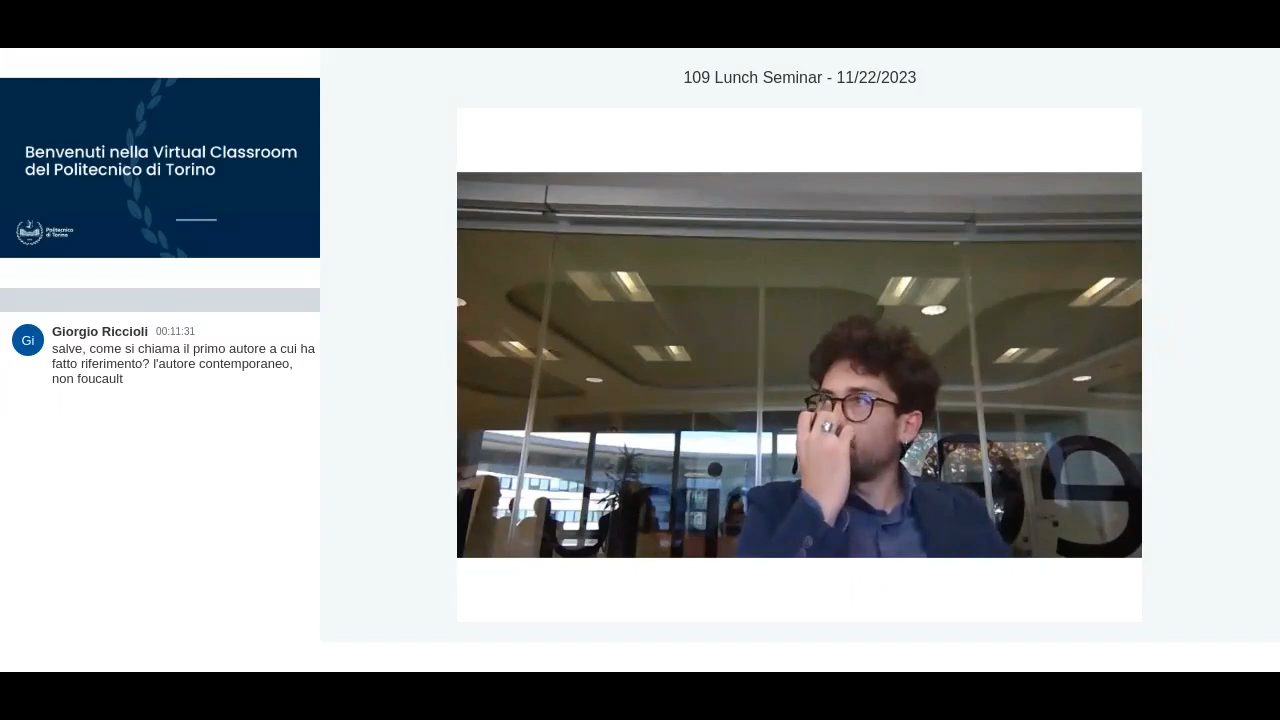 109 Lunch Seminar - 11/22/2023
Benvenuti nella Virtual Classroom
del Politecnico di Torino
Politecnico
di Torino
Gi
Giorgio Riccioli 00:11:31
salve, come si chiama il primo autore a cui ha
fatto riferimento? l'autore contemporaneo,
non foucault